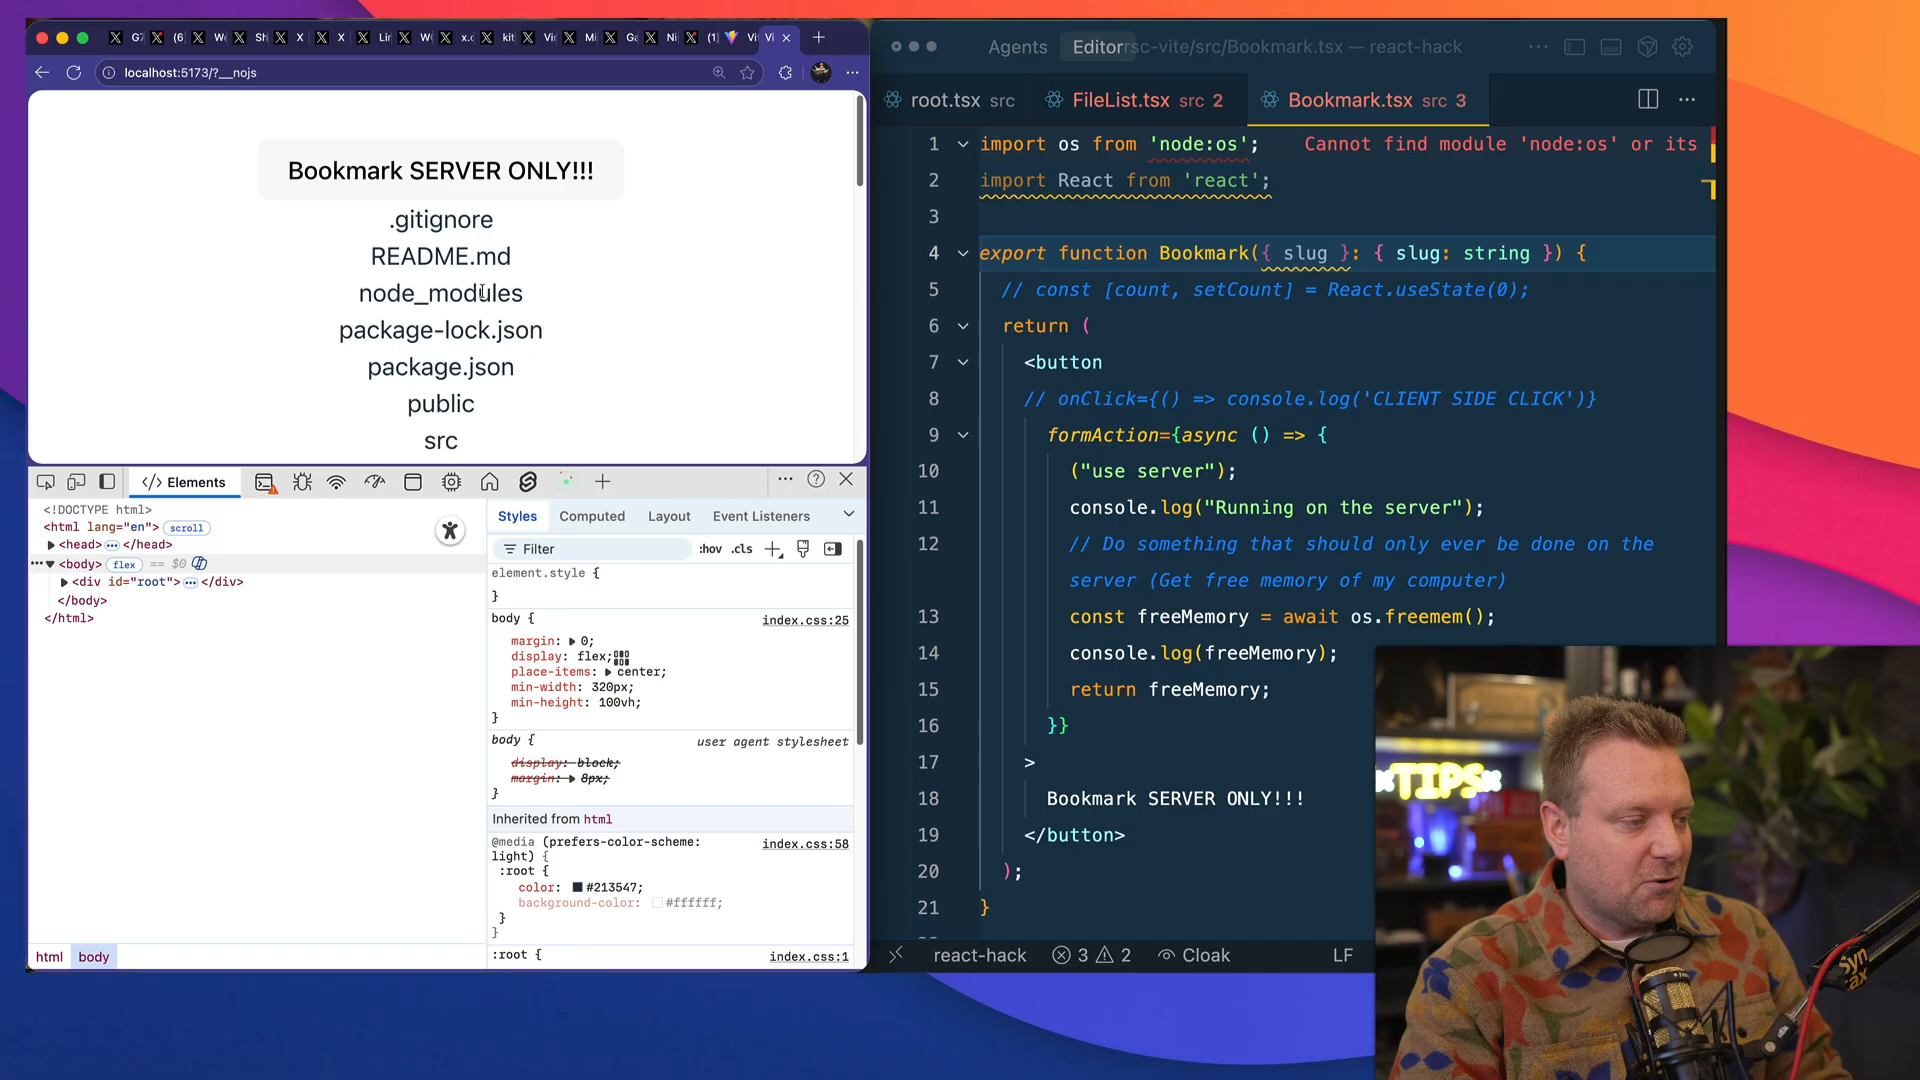 localhost:5173/?__nojs
Bookmark SERVER ONLY!!!
.gitignore
README.md
node_modules
package-lock.json
package.json
public
src
Elements
<!DOCTYPE html>
<html lang="en"> scroll
<head> ••• </head>
<body> flex == $0
<div id="root"> ••• </div>
</body>
</html>
html body
Styles Computed Layout Event Listeners
Filter :hov .cls
element.style {
}
body { index.css:25
margin: 0;
display: flex;
place-items: center;
min-width: 320px;
min-height: 100vh;
}
body { user agent stylesheet
display: block;
margin: 8px;
}
Inherited from html
@media (prefers-color-scheme: index.css:58
light) {
:root {
color: #213547;
background-color: #ffffff;
}
}
:root { index.css:1
Agents Editor rsc-vite/src/Bookmark.tsx — react-hack
root.tsx src FileList.tsx src 2 Bookmark.tsx src 3
1 import os from 'node:os'; Cannot find module 'node:os' or its
2 import React from 'react';
3
4 export function Bookmark({ slug }: { slug: string }) {
5 // const [count, setCount] = React.useState(0);
6 return (
7 <button
8 // onClick={() => console.log('CLIENT SIDE CLICK')}
9 formAction={async () => {
10 ("use server");
11 console.log("Running on the server");
12 // Do something that should only ever be done on the
server (Get free memory of my computer)
13 const freeMemory = await os.freemem();
14 console.log(freeMemory);
15 return freeMemory;
16 }}
17 >
18 Bookmark SERVER ONLY!!!
19 </button>
20 );
21 }
react-hack 3 2 Cloak LF
*TIPS*
Syntax